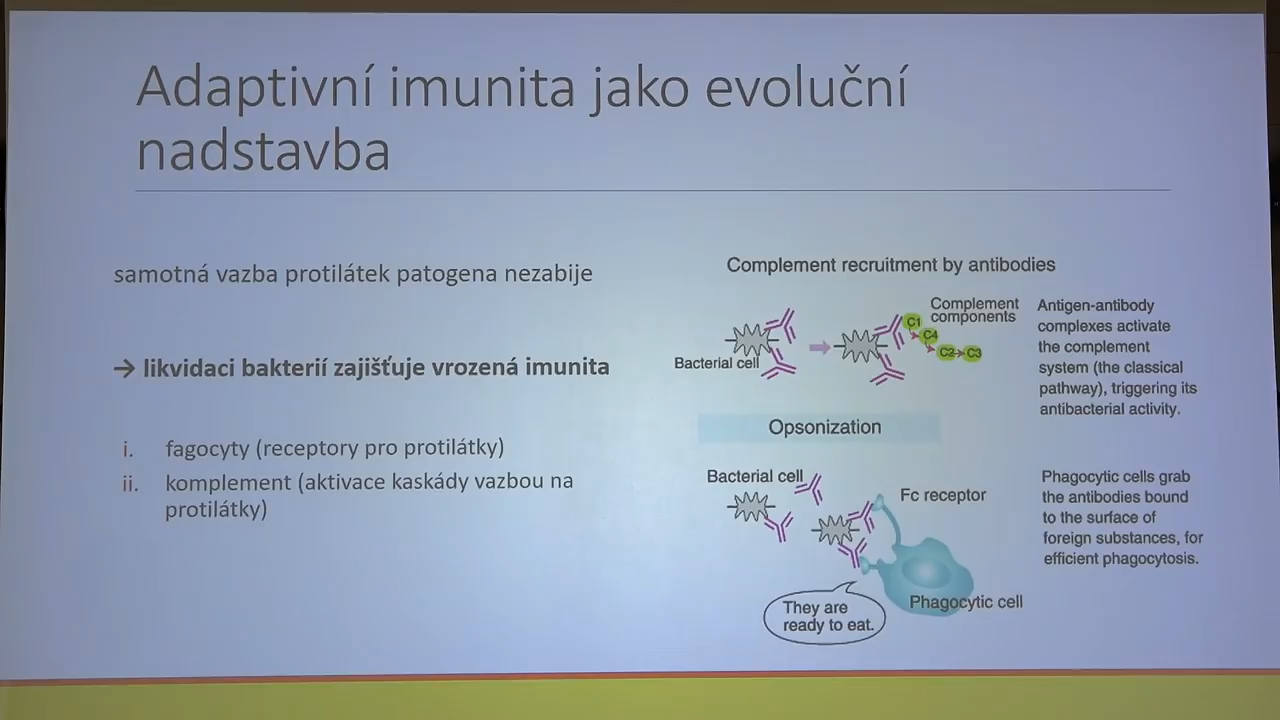 Adaptivní imunita jako evoluční
nadstavba
samotná vazba protilátek patogena nezabije
→ likvidaci bakterií zajišťuje vrozená imunita
i. fagocyty (receptory pro protilátky)
ii. komplement (aktivace kaskády vazbou na
protilátky)
Complement recruitment by antibodies
Complement
components
C1
C4
C2
C3
Bacterial cell
Antigen-antibody
complexes activate
the complement
system (the classical
pathway), triggering its
antibacterial activity.
Opsonization
Bacterial cell
Fc receptor
Phagocytic cell
They are
ready to eat.
Phagocytic cells grab
the antibodies bound
to the surface of
foreign substances, for
efficient phagocytosis.